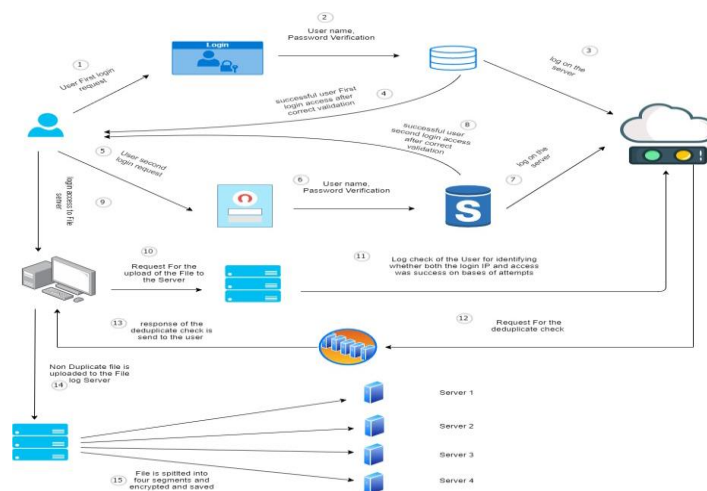 2
User name,
Password Verification
Login
1
User First login
request
3
log on the
server
4
successful user First
login access after
correct validation
8
successful user
second login access
after correct
validation
5
User second
login request
6
User name,
Password Verification
S
7
log on the
server
9
login access to File
server
10
Request For the
upload of the File to
the Server
11
Log check of the User for identifying
whether both the login IP and access
was success on bases of attempts
12
Request For the
deduplicate check
13
response of the
deduplicate check is
send to the user
Non Duplicate file is
uploaded to the File
log Server
14
Server 1
Server 2
Server 3
Server 4
15
File is spitted into
four segments and
encrypted and saved